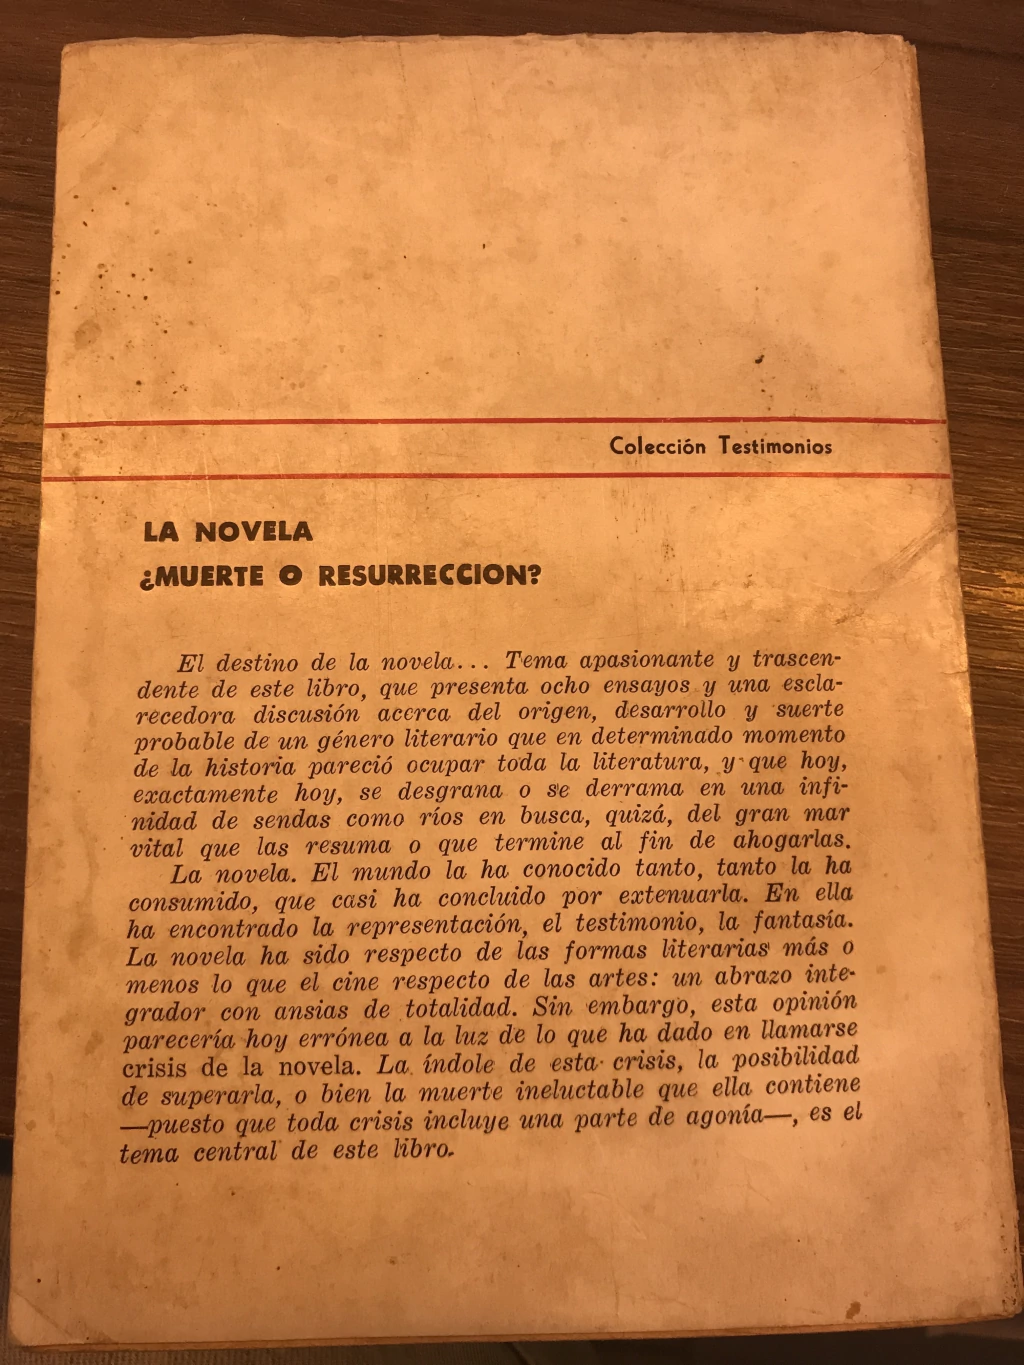 Colección Testimonios
LA NOVELA
¿MUERTE O RESURRECCION?
El destino de la novela... Tema apasionante y trascen-
dente de este libro, que presenta ocho ensayos y una escla-
recedora discusión acerca del origen, desarrollo y suerte
probable de un género literario que en determinado momento
de la historia pareció ocupar toda la literatura, y que hoy,
exactamente hoy, se desgrana o se derrama en una infi-
nidad de sendas como ríos en busca, quizá, del gran mar
vital que las resuma o que termine al fin de ahogarlas.
La novela. El mundo la ha conocido tanto, tanto la ha
consumido, que casi ha concluido por extenuarla. En ella
ha encontrado la representación, el testimonio, la fantasía.
La novela ha sido respecto de las formas literarias más o
menos lo que el cine respecto de las artes: un abrazo inte-
grador con ansias de totalidad. Sin embargo, esta opinión
parecería hoy errónea a la luz de lo que ha dado en llamarse
crisis de la novela. La índole de esta crisis, la posibilidad
de superarla, o bien la muerte ineluctable que ella contiene
—puesto que toda crisis incluye una parte de agonía—, es el
tema central de este libro.